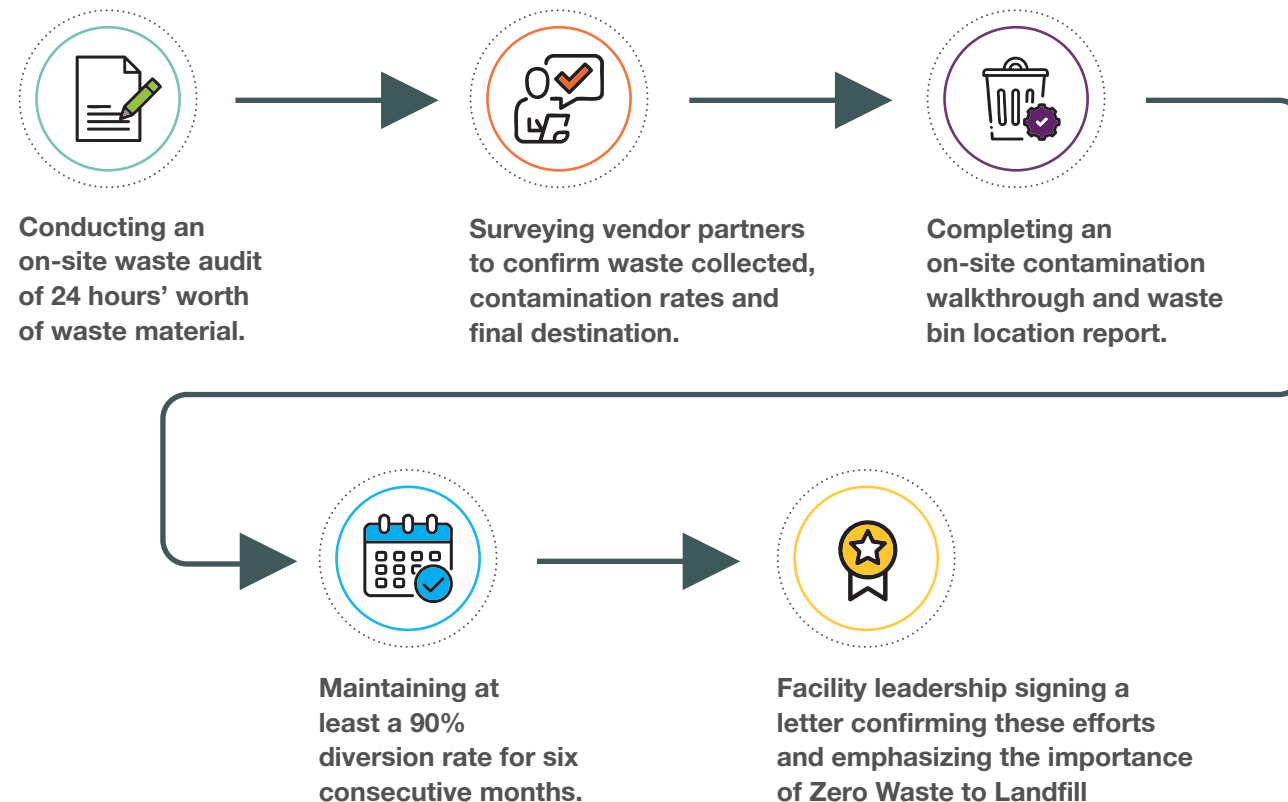 Conducting an
on-site waste audit
of 24 hours’ worth
of waste material.
Surveying vendor partners
to confirm waste collected,
contamination rates and
final destination.
Completing an
on-site contamination
walkthrough and waste
bin location report.
Maintaining at
least a 90%
diversion rate for six
consecutive months.
Facility leadership signing a
letter confirming these efforts
and emphasizing the importance
of Zero Waste to Landfill